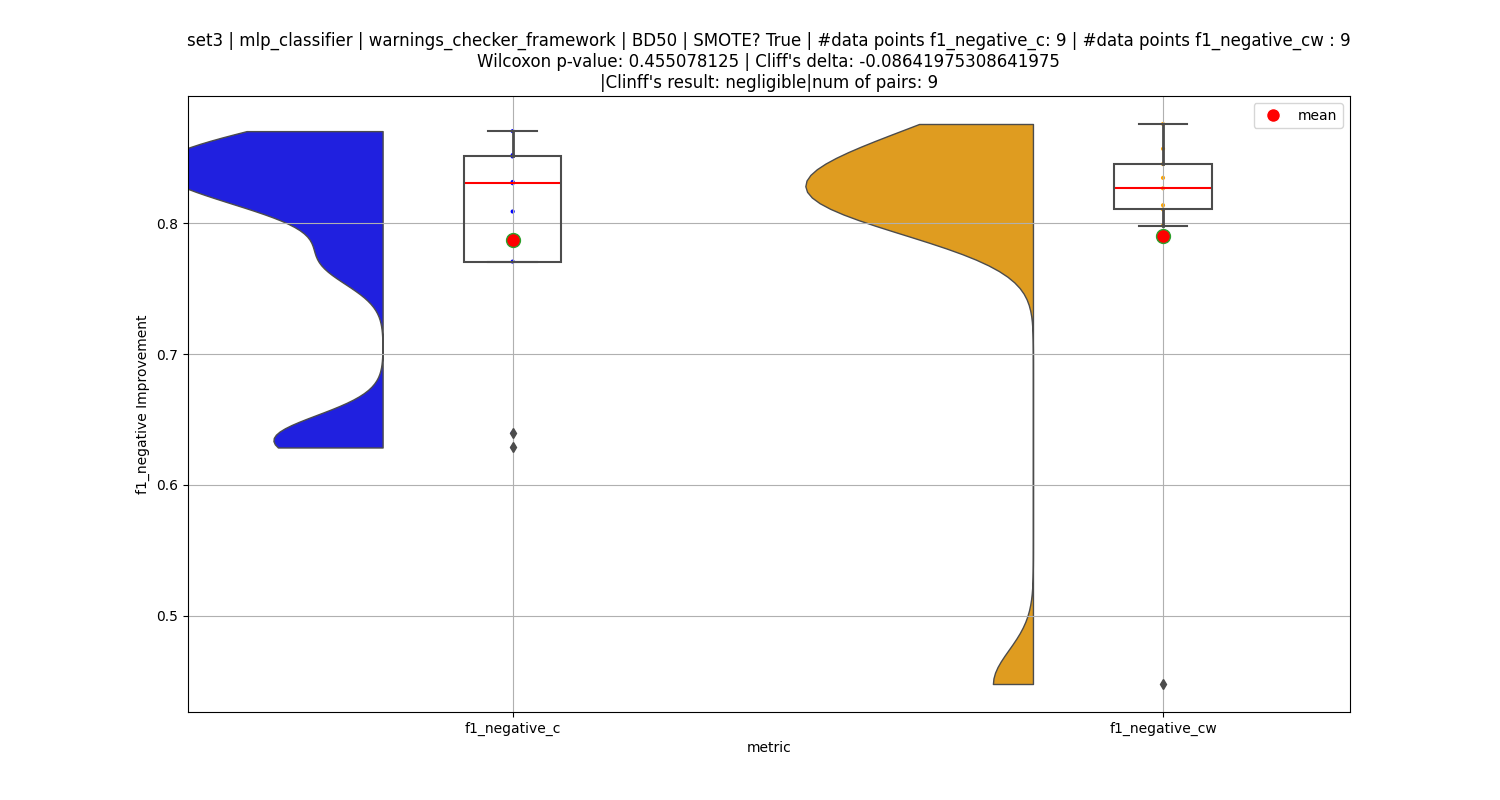 set3 | mlp_classifier | warnings_checker_framework | BD50 | SMOTE? True | #data points f1_negative_c: 9 | #data points f1_negative_cw : 9
Wilcoxon p-value: 0.455078125 | Cliff's delta: -0.08641975308641975
|Clinff's result: negligible|num of pairs: 9
mean
0.8
0.7
0.6
0.5
f1_negative Improvement
f1_negative_c
f1_negative_cw
metric